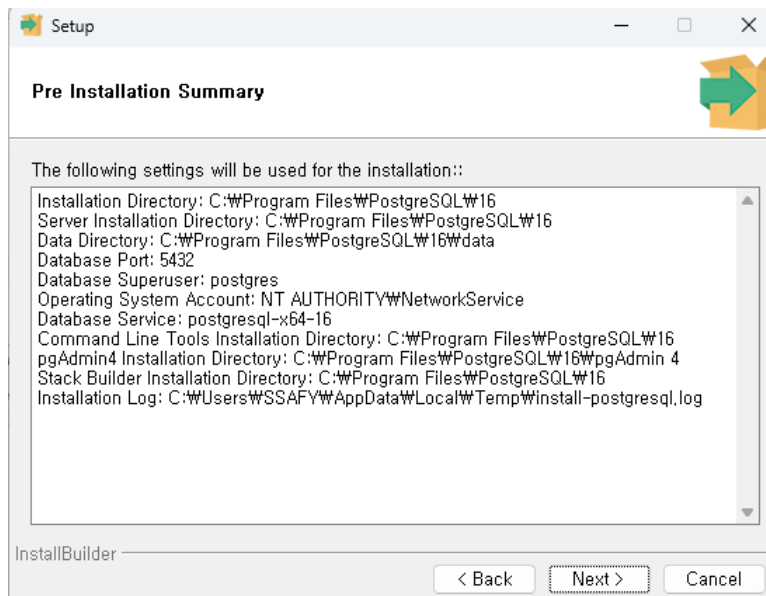 Setup
Pre Installation Summary
The following settings will be used for the installation::
Installation Directory: C:₩Program Files₩PostgreSQL₩16
Server Installation Directory: C:₩Program Files₩PostgreSQL₩16
Data Directory: C:₩Program Files₩PostgreSQL₩16₩data
Database Port: 5432
Database Superuser: postgres
Operating System Account: NT AUTHORITY₩NetworkService
Database Service: postgresql-x64-16
Command Line Tools Installation Directory: C:₩Program Files₩PostgreSQL₩16
pgAdmin4 Installation Directory: C:₩Program Files₩PostgreSQL₩16₩pgAdmin 4
Stack Builder Installation Directory: C:₩Program Files₩PostgreSQL₩16
Installation Log: C:₩Users₩SSAFY₩AppData₩Local₩Temp₩install-postgresql.log
InstallBuilder
< Back Next > Cancel